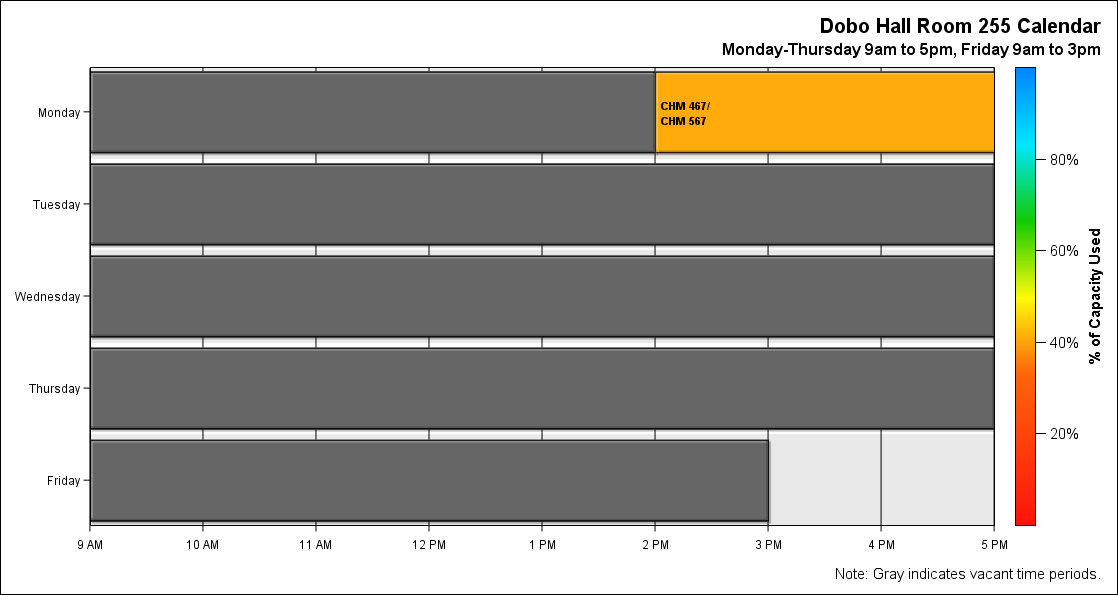 Dobo Hall Room 255 Calendar
Monday-Thursday 9am to 5pm, Friday 9am to 3pm
Monday
CHM 467/
CHM 567
Tuesday
Wednesday
Thursday
Friday
9 AM
10 AM
11 AM
12 PM
1 PM
2 PM
3 PM
4 PM
5 PM
80%
60%
40%
20%
% of Capacity Used
Note: Gray indicates vacant time periods.